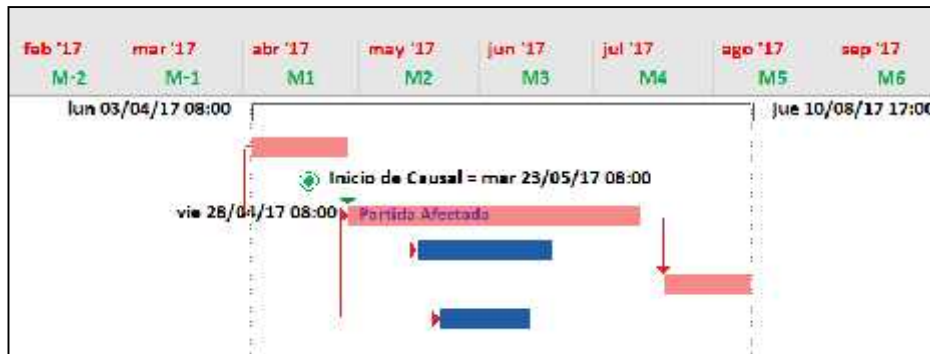 feb '17 mar '17 abr '17 may '17 jun '17 jul '17 ago '17 sep '17
M-2 M-1 M1 M2 M3 M4 M5 M6
lun 03/04/17 08:00 jue 10/08/17 17:00
Inicio de Causal = mar 23/05/17 08:00
vie 28/04/17 08:00 Partida Afectada